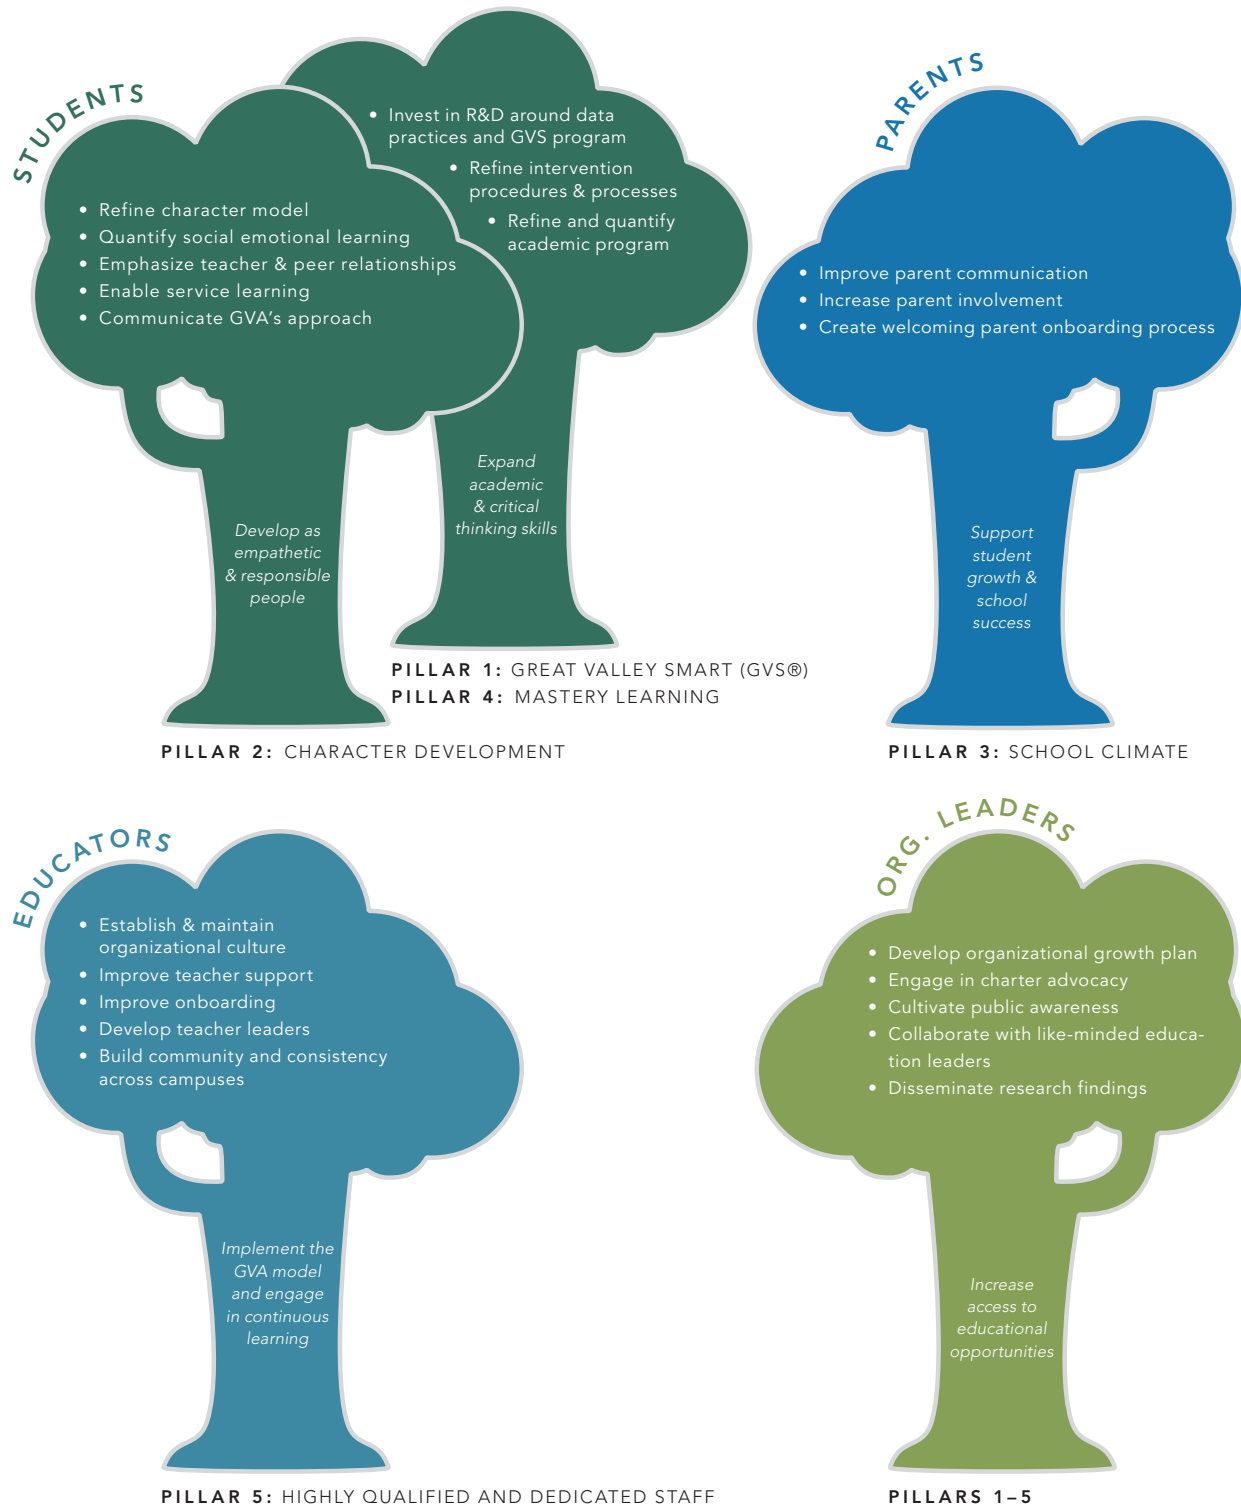 STUDENTS
• Refine character model
• Quantify social emotional learning
• Emphasize teacher & peer relationships
• Enable service learning
• Communicate GVA’s approach
Develop as
empathetic
& responsible
people
PILLAR 2: CHARACTER DEVELOPMENT
• Invest in R&D around data
practices and GVS program
• Refine intervention
procedures & processes
• Refine and quantify
academic program
Expand
academic
& critical
thinking skills
PILLAR 1: GREAT VALLEY SMART (GVS®)
PILLAR 4: MASTERY LEARNING
PARENTS
• Improve parent communication
• Increase parent involvement
• Create welcoming parent onboarding process
Support
student
growth &
school
success
PILLAR 3: SCHOOL CLIMATE
EDUCATORS
• Establish & maintain
organizational culture
• Improve teacher support
• Improve onboarding
• Develop teacher leaders
• Build community and consistency
across campuses
Implement the
GVA model
and engage
in continuous
learning
PILLAR 5: HIGHLY QUALIFIED AND DEDICATED STAFF
ORG. LEADERS
• Develop organizational growth plan
• Engage in charter advocacy
• Cultivate public awareness
• Collaborate with like-minded educa-
tion leaders
• Disseminate research findings
Increase
access to
educational
opportunities
PILLARS 1–5